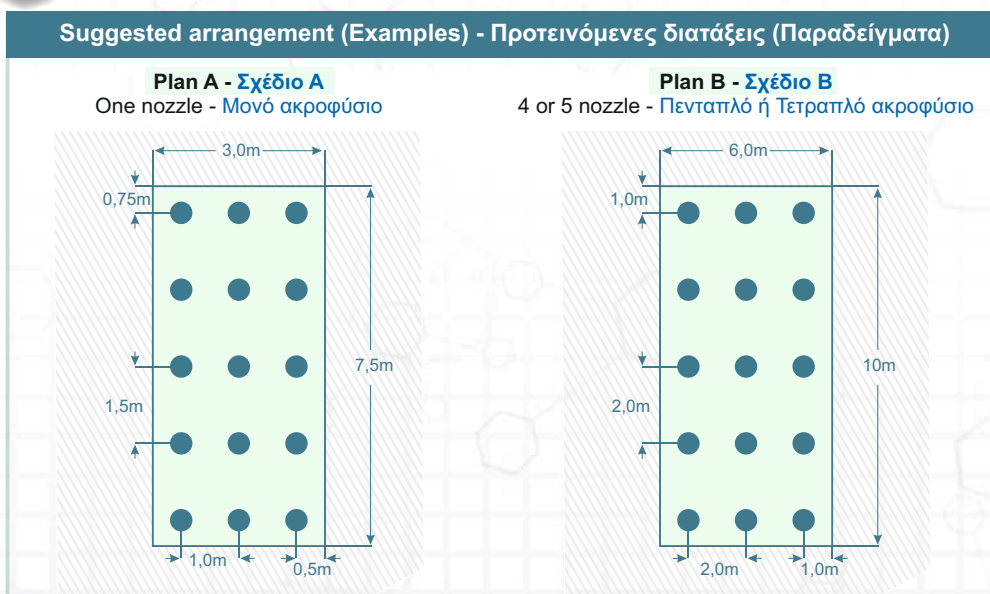 Suggested arrangement (Examples) - Προτεινόμενες διατάξεις (Παραδείγματα)
Plan A - Σχέδιο Α
One nozzle - Μονό ακροφύσιο
3,0m
0,75m
1,5m
7,5m
1,0m
0,5m
Plan B - Σχέδιο Β
4 or 5 nozzle - Πενταπλό ή Τετραπλό ακροφύσιο
6,0m
1,0m
2,0m
10m
2,0m
1,0m